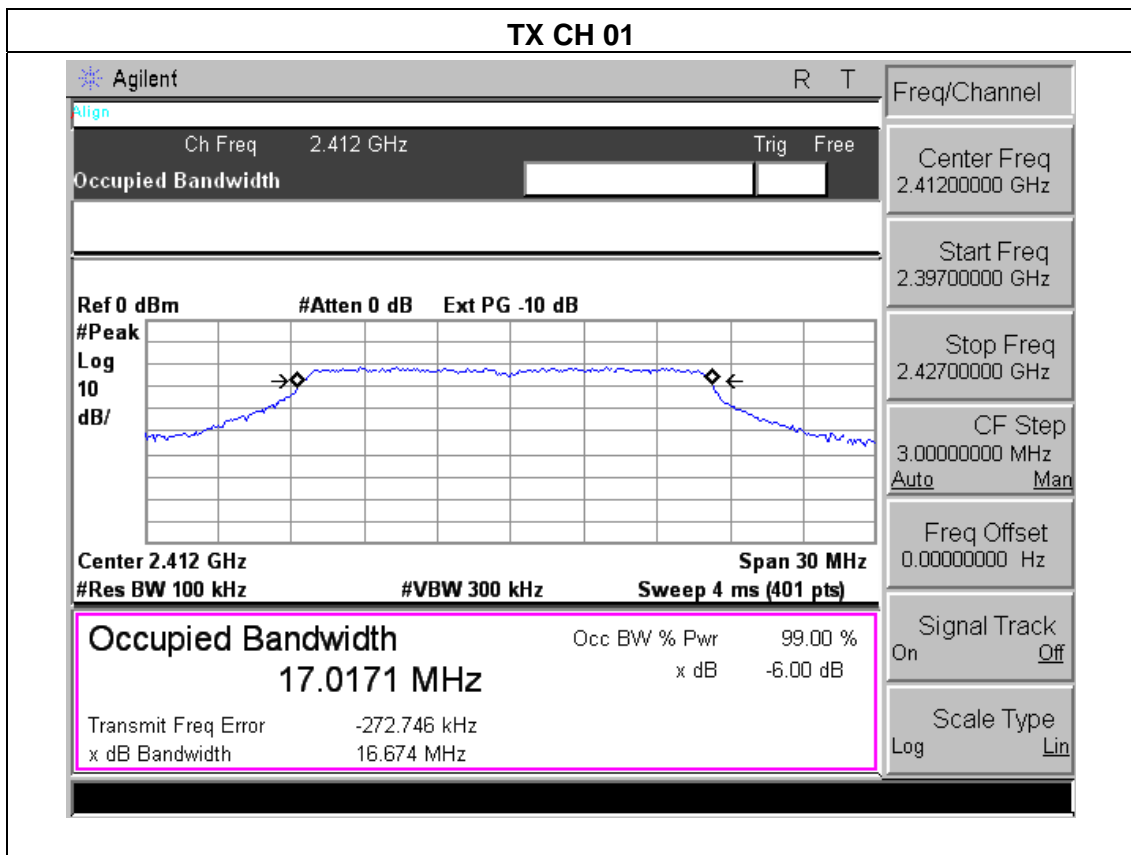 TX CH 01
Agilent R T
Align
Ch Freq 2.412 GHz Trig Free
Occupied Bandwidth
Ref 0 dBm #Atten 0 dB Ext PG -10 dB
#Peak
Log
10
dB/
Center 2.412 GHz Span 30 MHz
#Res BW 100 kHz #VBW 300 kHz Sweep 4 ms (401 pts)
Occupied Bandwidth Occ BW % Pwr 99.00 %
17.0171 MHz x dB -6.00 dB
Transmit Freq Error -272.746 kHz
x dB Bandwidth 16.674 MHz
Freq/Channel
Center Freq
2.41200000 GHz
Start Freq
2.39700000 GHz
Stop Freq
2.42700000 GHz
CF Step
3.00000000 MHz
Auto Man
Freq Offset
0.00000000 Hz
Signal Track
On Off
Scale Type
Log Lin